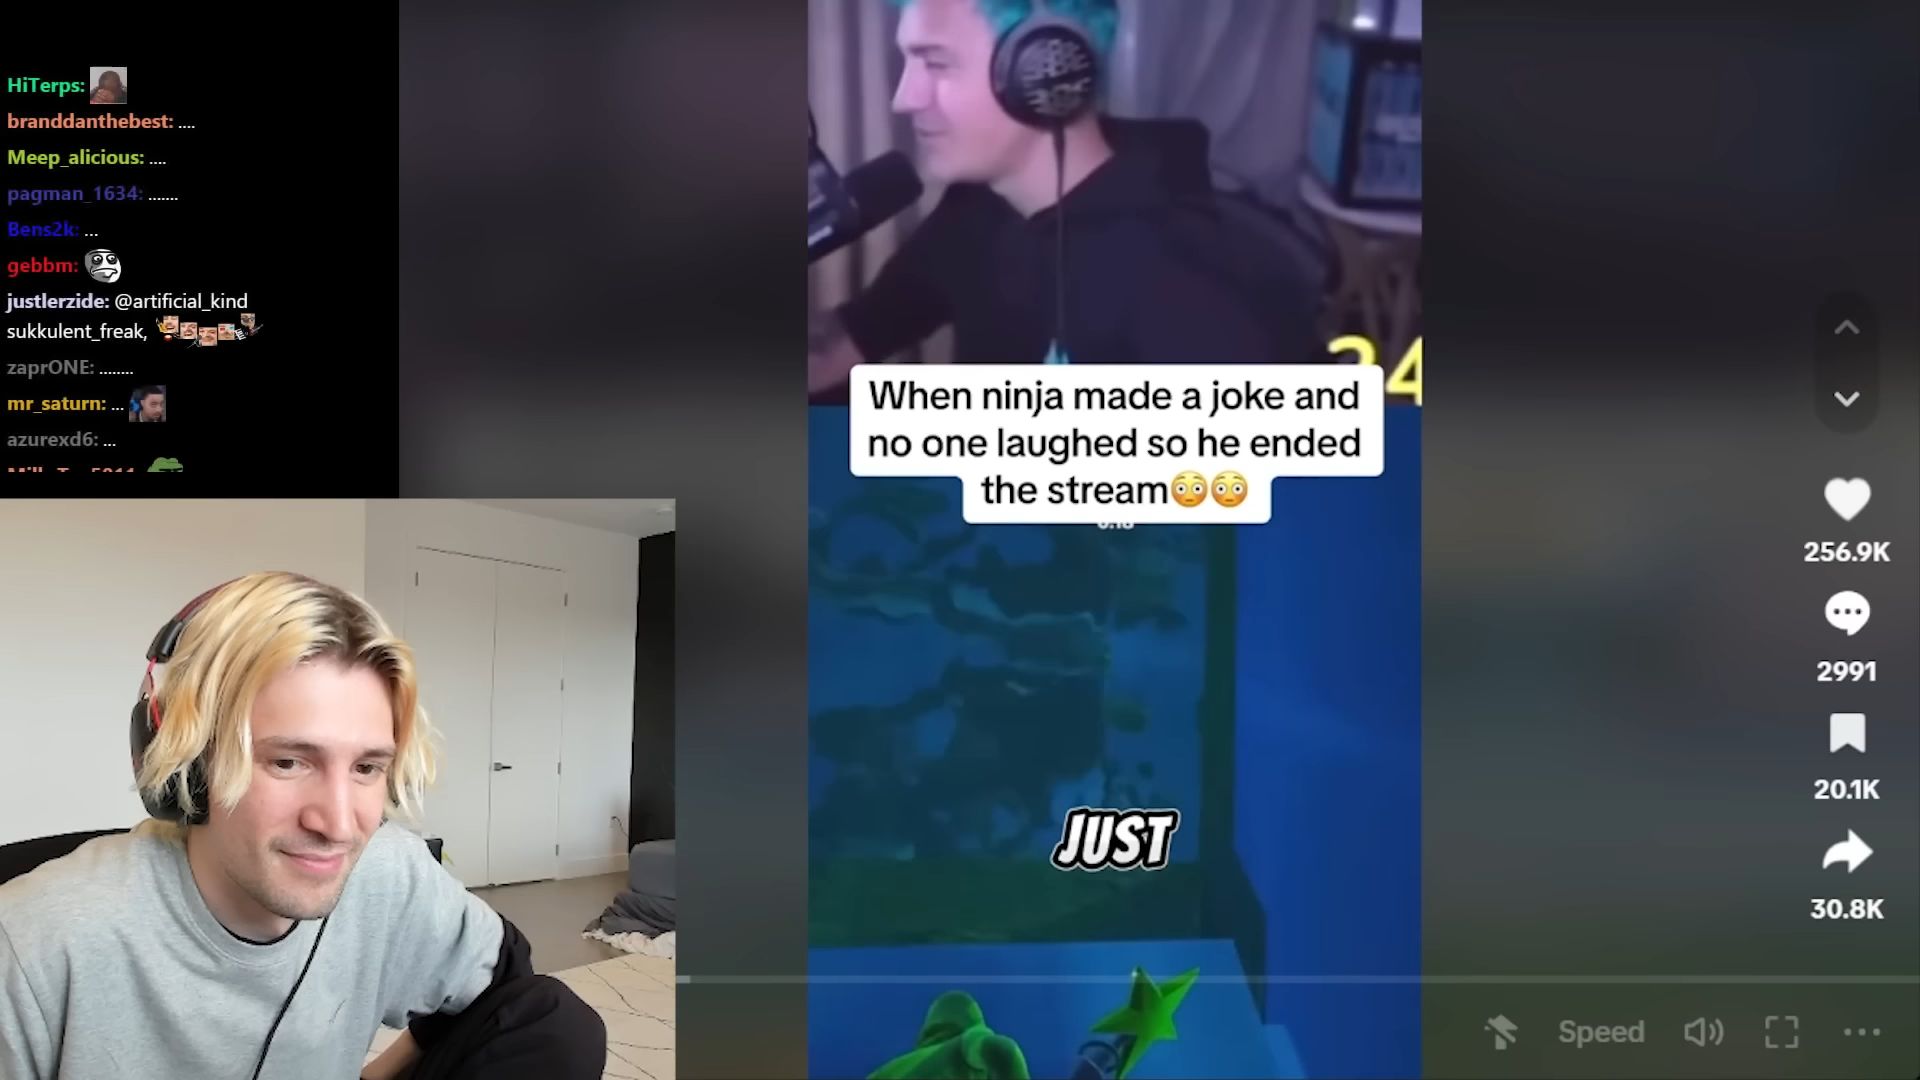 HiTerps:
branddanthebest: ....
Meep_alicious: ....
pagman_1634: .......
Bens2k: ...
gebbm:
justlerzide: @artificial_kind
sukkulent_freak,
zaprONE: ........
mr_saturn: ...
azurexd6: ...
24
When ninja made a joke and
no one laughed so he ended
the stream😳😳
JUST
256.9K
2991
20.1K
30.8K
Speed